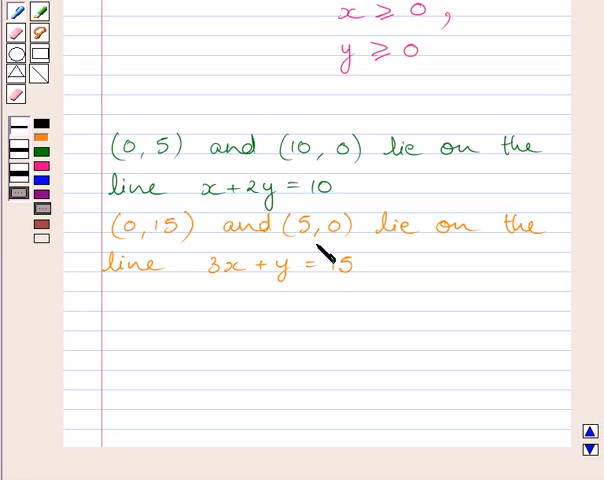 x ⩾ 0 ,
y ⩾ 0
(0, 5) and (10, 0) lie on the
line x + 2y = 10
(0, 15) and (5, 0) lie on the
line 3x + y = 15